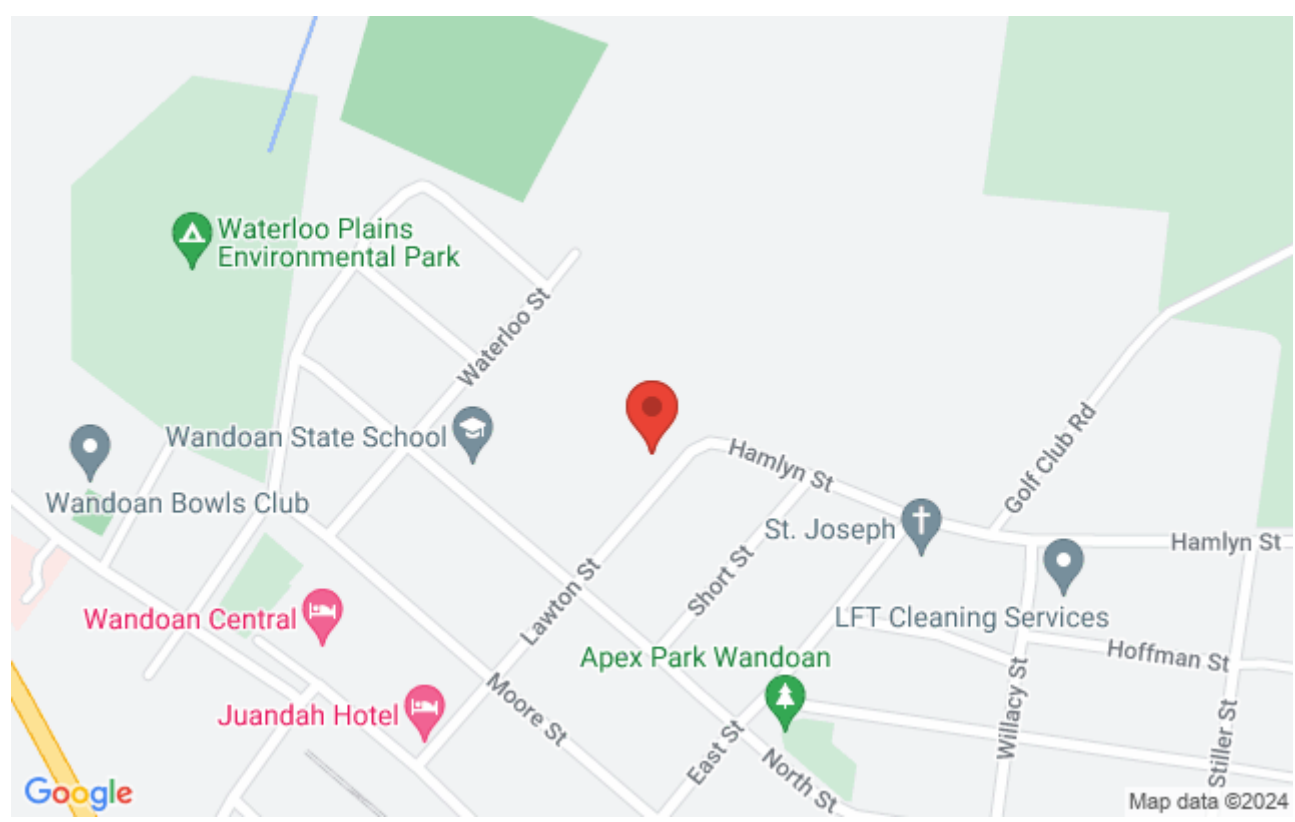 Waterloo Plains
Environmental Park
Waterloo St
Wandoan State School
Hamlyn St
Golf Club Rd
Wandoan Bowls Club
St. Joseph
Hamlyn St
Short St
Lawton St
Wandoan Central
LFT Cleaning Services
Hoffman St
Apex Park Wandoan
Juandah Hotel
Moore St
Willacy St
Stiller St
East St
North St
Google
Map data ©2024